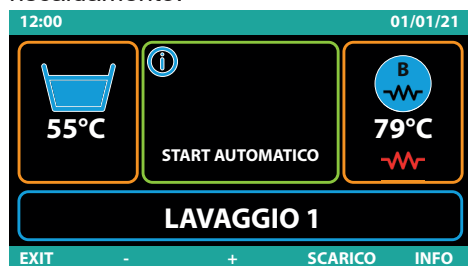 12:00 01/01/21
B
55°C 79°C
START AUTOMATICO
LAVAGGIO 1
EXIT - + SCARICO INFO